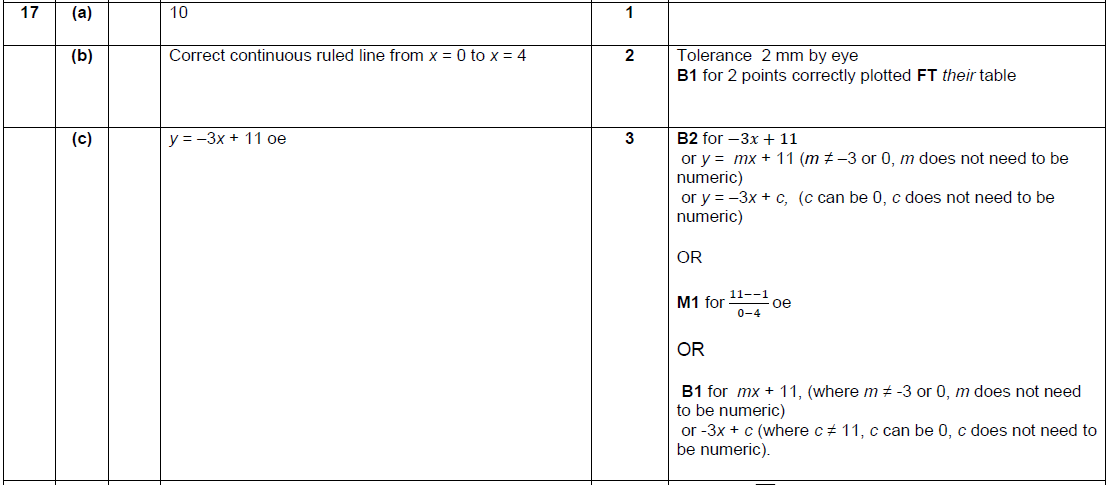 17 (a) 10 1
(b) Correct continuous ruled line from x = 0 to x = 4 2 Tolerance 2 mm by eye
B1 for 2 points correctly plotted FT their table
(c) y = –3x + 11 oe 3 B2 for −3x + 11
or y = mx + 11 (m ≠ –3 or 0, m does not need to be
numeric)
or y = –3x + c, (c can be 0, c does not need to be
numeric)
OR
M1 for 11−−1/0−4 oe
OR
B1 for mx + 11, (where m ≠ -3 or 0, m does not need
to be numeric)
or -3x + c (where c ≠ 11, c can be 0, c does not need to
be numeric).